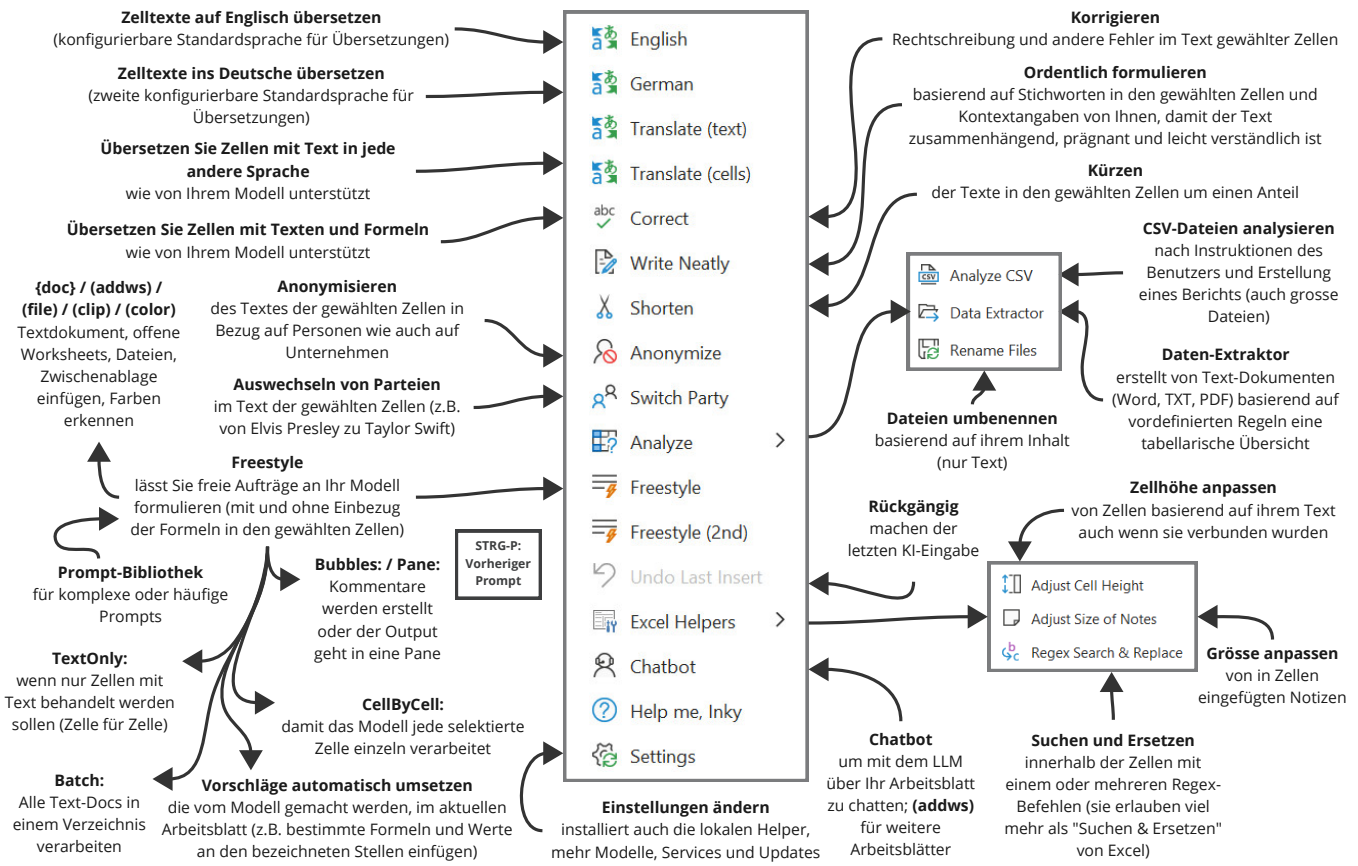 Zelltexte auf Englisch übersetzen
(konfigurierbare Standardsprache für Übersetzungen)
Zelltexte ins Deutsche übersetzen
(zweite konfigurierbare Standardsprache für
Übersetzungen)
Übersetzen Sie Zellen mit Text in jede
andere Sprache
wie von Ihrem Modell unterstützt
Übersetzen Sie Zellen mit Texten und Formeln
wie von Ihrem Modell unterstützt
{doc} / (addws) /
(file) / (clip) / (color)
Textdokument, offene
Worksheets, Dateien,
Zwischenablage
einfügen, Farben
erkennen
Anonymisieren
des Textes der gewählten Zellen in
Bezug auf Personen wie auch auf
Unternehmen
Auswechseln von Parteien
im Text der gewählten Zellen (z.B.
von Elvis Presley zu Taylor Swift)
Freestyle
lässt Sie freie Aufträge an Ihr Modell
formulieren (mit und ohne Einbezug
der Formeln in den gewählten Zellen)
STRG-P:
Vorheriger
Prompt
Prompt-Bibliothek
für komplexe oder häufige
Prompts
Bubbles: / Pane:
Kommentare
werden erstellt
oder der Output
geht in eine Pane
TextOnly:
wenn nur Zellen mit
Text behandelt werden
sollen (Zelle für Zelle)
CellByCell:
damit das Modell jede selektierte
Zelle einzeln verarbeitet
Batch:
Alle Text-Docs in
einem Verzeichnis
verarbeiten
Vorschläge automatisch umsetzen
die vom Modell gemacht werden, im aktuellen
Arbeitsblatt (z.B. bestimmte Formeln und Werte
an den bezeichneten Stellen einfügen)
English
German
Translate (text)
Translate (cells)
abc
Correct
Write Neatly
Shorten
Anonymize
Switch Party
Analyze
Freestyle
Freestyle (2nd)
Undo Last Insert
Excel Helpers
Chatbot
Help me, Inky
Settings
Einstellungen ändern
installiert auch die lokalen Helper,
mehr Modelle, Services und Updates
Korrigieren
Rechtschreibung und andere Fehler im Text gewählter Zellen
Ordentlich formulieren
basierend auf Stichworten in den gewählten Zellen und
Kontextangaben von Ihnen, damit der Text
zusammenhängend, prägnant und leicht verständlich ist
Kürzen
der Texte in den gewählten Zellen um einen Anteil
CSV-Dateien analysieren
nach Instruktionen des
Benutzers und Erstellung
eines Berichts (auch grosse
Dateien)
CSV
Analyze CSV
Data Extractor
Rename Files
Daten-Extraktor
erstellt von Text-Dokumenten
(Word, TXT, PDF) basierend auf
vordefinierten Regeln eine
tabellarische Übersicht
Dateien umbenennen
basierend auf ihrem Inhalt
(nur Text)
Zellhöhe anpassen
von Zellen basierend auf ihrem Text
auch wenn sie verbunden wurden
Rückgängig
machen der
letzten KI-Eingabe
Adjust Cell Height
Adjust Size of Notes
Regex Search & Replace
Grösse anpassen
von in Zellen
eingefügten Notizen
Chatbot
um mit dem LLM
über Ihr Arbeitsblatt
zu chatten; (addws)
für weitere
Arbeitsblätter
Suchen und Ersetzen
innerhalb der Zellen mit
einem oder mehreren Regex-
Befehlen (sie erlauben viel
mehr als "Suchen & Ersetzen"
von Excel)